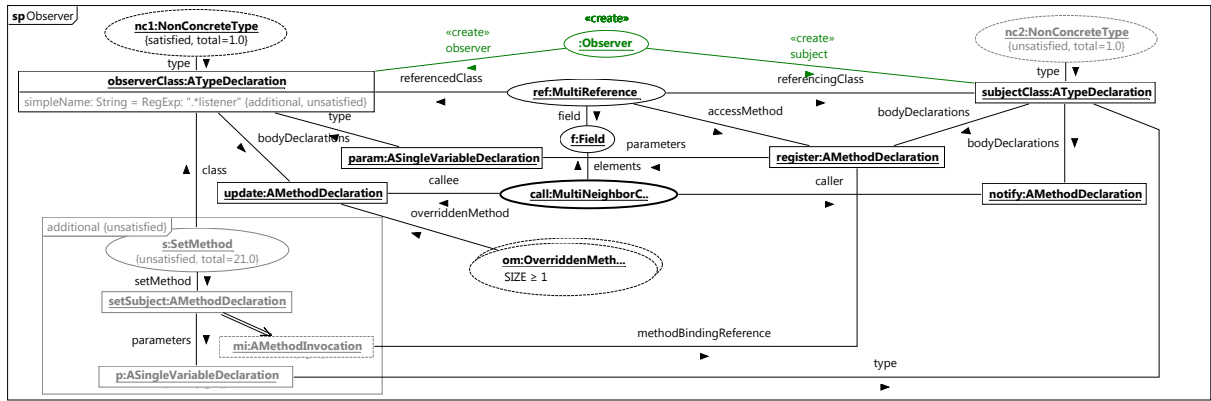 sp Observer
«create»
nc1:NonConcreteType
{satisfied, total=1.0}
nc2:NonConcreteType
{unsatisfied, total=1.0}
«create»
observer
:Observer
«create»
subject
type
type
observerClass:ATypeDeclaration
simpleName: String = RegExp: ".*listener" {additional, unsatisfied}
referencedClass
ref:MultiReference
referencingClass
subjectClass:ATypeDeclaration
type
field
accessMethod
bodyDeclarations
bodyDeclarations
f:Field
parameters
bodyDeclarations
param:ASingleVariableDeclaration
register:AMethodDeclaration
class
elements
callee
caller
update:AMethodDeclaration
call:MultiNeighborC..
notify:AMethodDeclaration
overriddenMethod
additional {unsatisfied}
s:SetMethod
{unsatisfied, total=21.0}
om:OverriddenMeth...
SIZE ≥ 1
setMethod
setSubject:AMethodDeclaration
parameters
mi:AMethodInvocation
methodBindingReference
type
p:ASingleVariableDeclaration